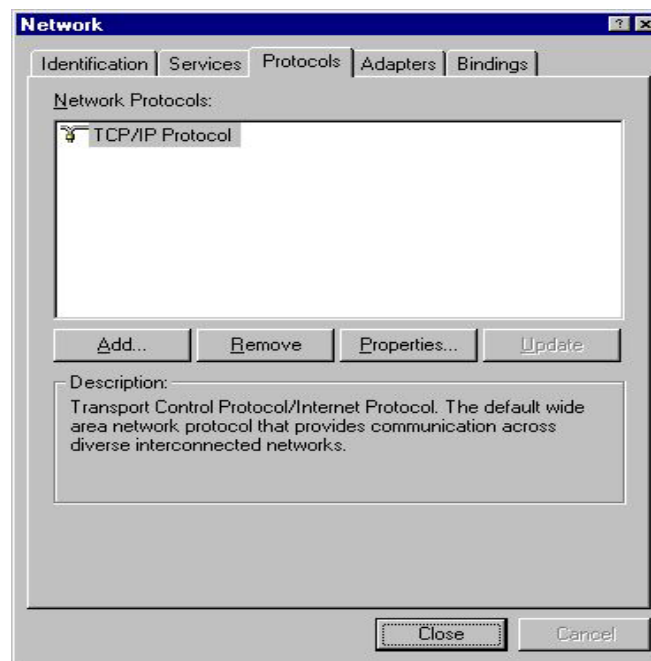 Network
Identification Services Protocols Adapters Bindings
Network Protocols:
TCP/IP Protocol
Add... Remove Properties... Update
Description:
Transport Control Protocol/Internet Protocol. The default wide
area network protocol that provides communication across
diverse interconnected networks.
Close Cancel